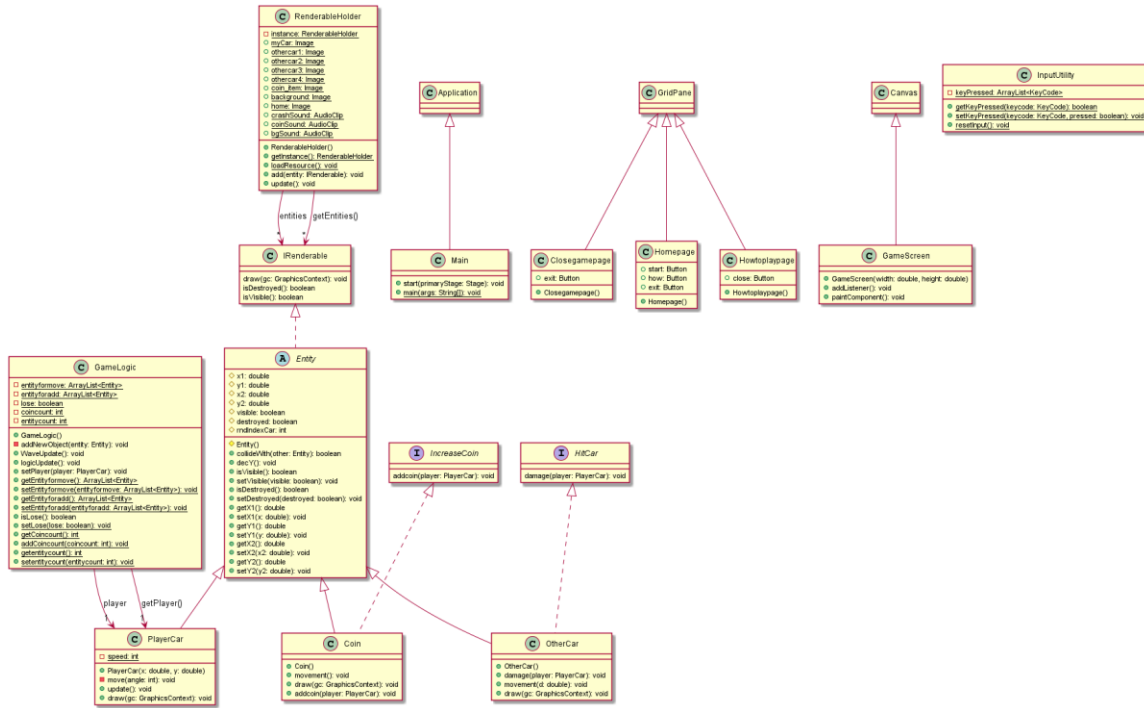 C RenderableHolder
instance: RenderableHolder
myCar: Image
othercar1: Image
othercar2: Image
othercar3: Image
othercar4: Image
coin_item: Image
background: Image
home: Image
crashSound: AudioClip
coinSound: AudioClip
bgSound: AudioClip
RenderableHolder()
getInstance(): RenderableHolder
loadResource(): void
add(entity: IRenderable): void
update(): void
entities
getEntities()
*
*
C IRenderable
draw(gc: GraphicsContext): void
isDestroyed(): boolean
isVisible(): boolean
C Application
C Main
start(primaryStage: Stage): void
main(args: String[]): void
C GridPane
C Closegamepage
exit: Button
Closegamepage()
C Homepage
start: Button
how: Button
exit: Button
Homepage()
C Howtoplaypage
close: Button
Howtoplaypage()
C Canvas
C GameScreen
GameScreen(width: double, height: double)
addListener(): void
paintComponent(): void
C InputUtility
keyPressed: ArrayList<KeyCode>
getKeyPressed(keycode: KeyCode): boolean
setKeyPressed(keycode: KeyCode, pressed: boolean): void
resetInput(): void
C GameLogic
entityformove: ArrayList<Entity>
entityforadd: ArrayList<Entity>
lose: boolean
coincount: int
entitycount: int
GameLogic()
addNewObject(entity: Entity): void
WaveUpdate(): void
logicUpdate(): void
setPlayer(player: PlayerCar): void
getEntityformove(): ArrayList<Entity>
setEntityformove(entityformove: ArrayList<Entity>): void
getEntityforadd(): ArrayList<Entity>
setEntityforadd(entityforadd: ArrayList<Entity>): void
isLose(): boolean
setLose(lose: boolean): void
getCoincount(): int
addCoincount(coincount: int): void
getentitycount(): int
setentitycount(entitycount: int): void
player
getPlayer()
A Entity
x1: double
y1: double
x2: double
y2: double
visible: boolean
destroyed: boolean
rndIndexCar: int
Entity()
collideWith(other: Entity): boolean
decY(): void
isVisible(): boolean
setVisible(visible: boolean): void
isDestroyed(): boolean
setDestroyed(destroyed: boolean): void
getX1(): double
setX1(x: double): void
getY1(): double
setY1(y: double): void
getX2(): double
setX2(x2: double): void
getY2(): double
setY2(y2: double): void
I IncreaseCoin
addcoin(player: PlayerCar): void
I HitCar
damage(player: PlayerCar): void
C PlayerCar
speed: int
PlayerCar(x: double, y: double)
move(angle: int): void
update(): void
draw(gc: GraphicsContext): void
C Coin
Coin()
movement(): void
draw(gc: GraphicsContext): void
addcoin(player: PlayerCar): void
C OtherCar
OtherCar()
damage(player: PlayerCar): void
movement(d: double): void
draw(gc: GraphicsContext): void